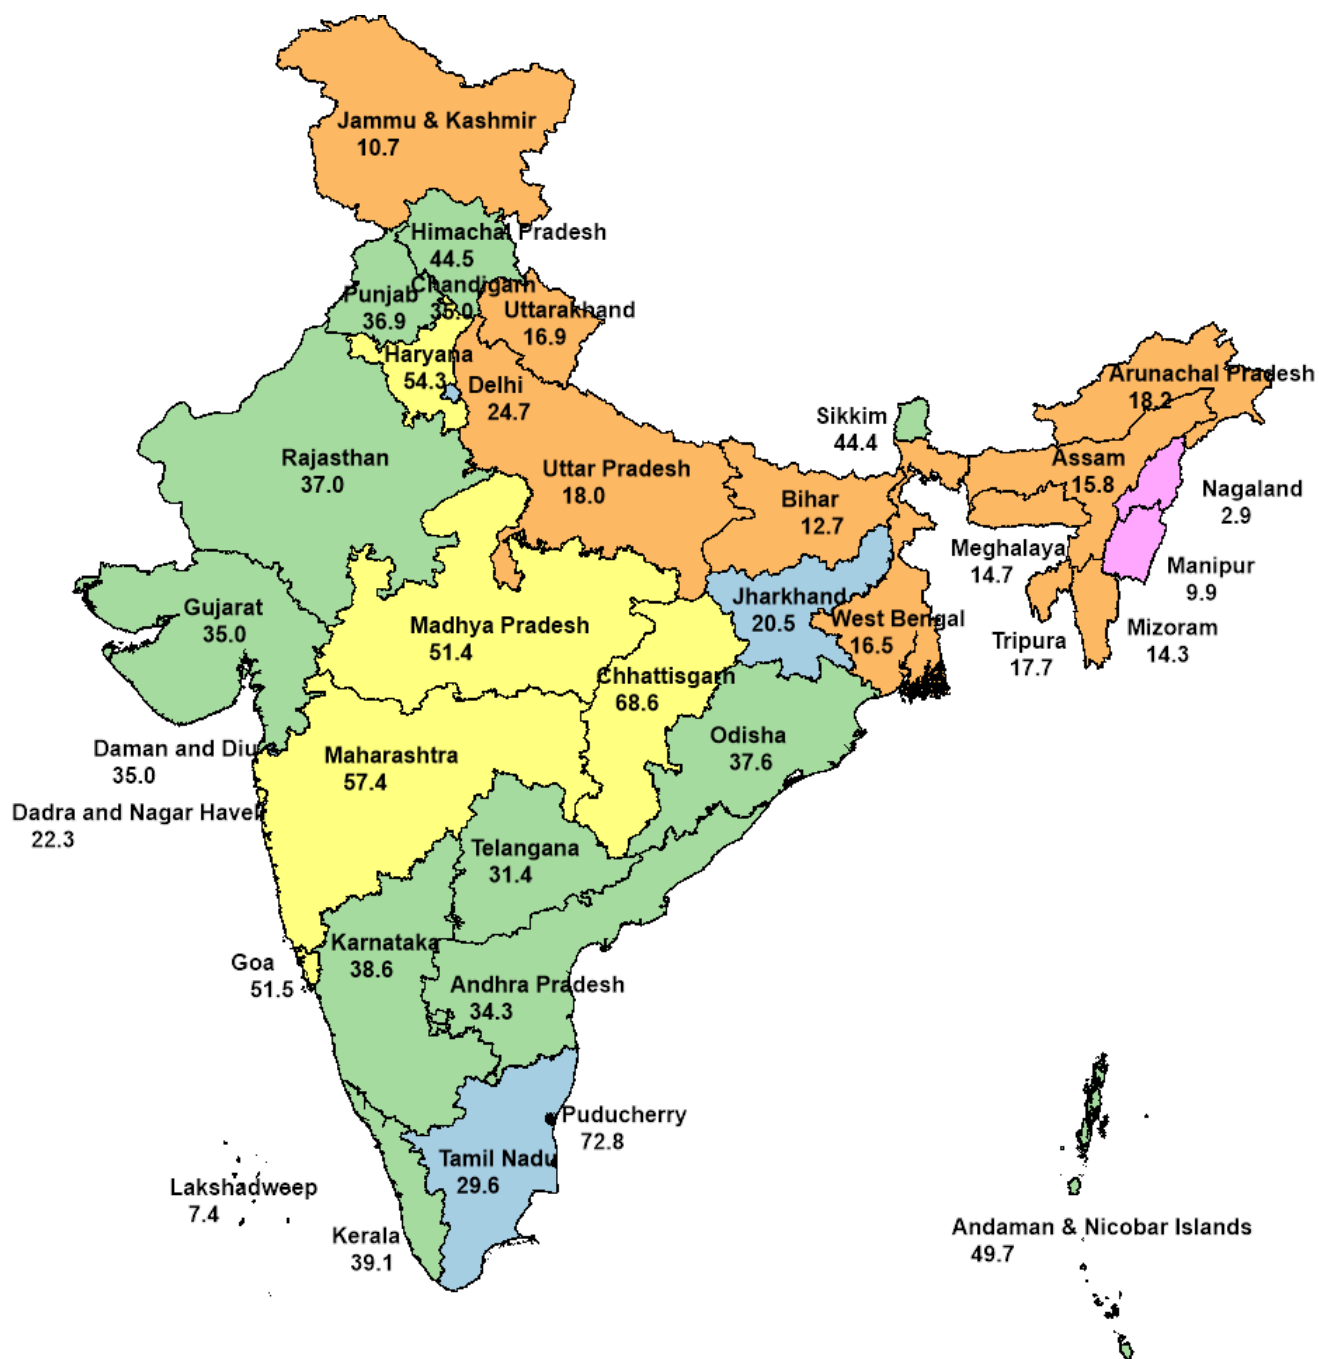 Jammu & Kashmir
10.7
Himachal Pradesh
44.5
Chandigarh
35.0
Punjab
36.9
Uttarakhand
16.9
Haryana
54.3
Delhi
24.7
Arunachal Pradesh
18.2
Sikkim
44.4
Rajasthan
37.0
Uttar Pradesh
18.0
Bihar
12.7
Assam
15.8
Nagaland
2.9
Meghalaya
14.7
Manipur
9.9
Gujarat
35.0
Jharkhand
20.5
West Bengal
16.5
Tripura
17.7
Mizoram
14.3
Madhya Pradesh
51.4
Chhattisgarh
68.6
Odisha
37.6
Daman and Diu
35.0
Maharashtra
57.4
Dadra and Nagar Haveli
22.3
Telangana
31.4
Karnataka
38.6
Goa
51.5
Andhra Pradesh
34.3
Puducherry
72.8
Tamil Nadu
29.6
Lakshadweep
7.4
Kerala
39.1
Andaman & Nicobar Islands
49.7